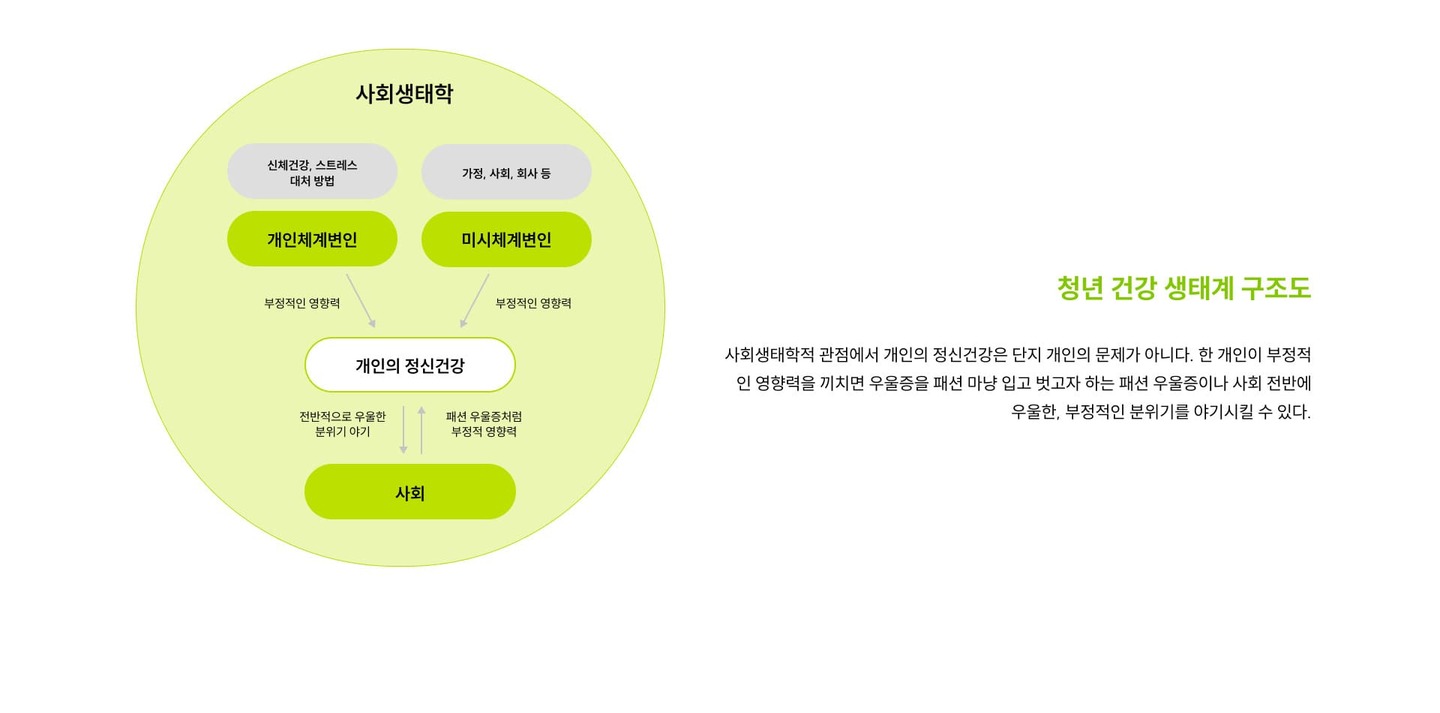 사회생태학
신체건강, 스트레스
대처 방법
가정, 사회, 회사 등
개인체계변인
미시체계변인
부정적인 영향력
부정적인 영향력
개인의 정신건강
전반적으로 우울한
분위기 야기
패션 우울증처럼
부정적 영향력
사회
청년 건강 생태계 구조도
사회생태학적 관점에서 개인의 정신건강은 단지 개인의 문제가 아니다. 한 개인이 부정적
인 영향력을 끼치면 우울증을 패션 마냥 입고 벗고자 하는 패션 우울증이나 사회 전반에
우울한, 부정적인 분위기를 야기시킬 수 있다.